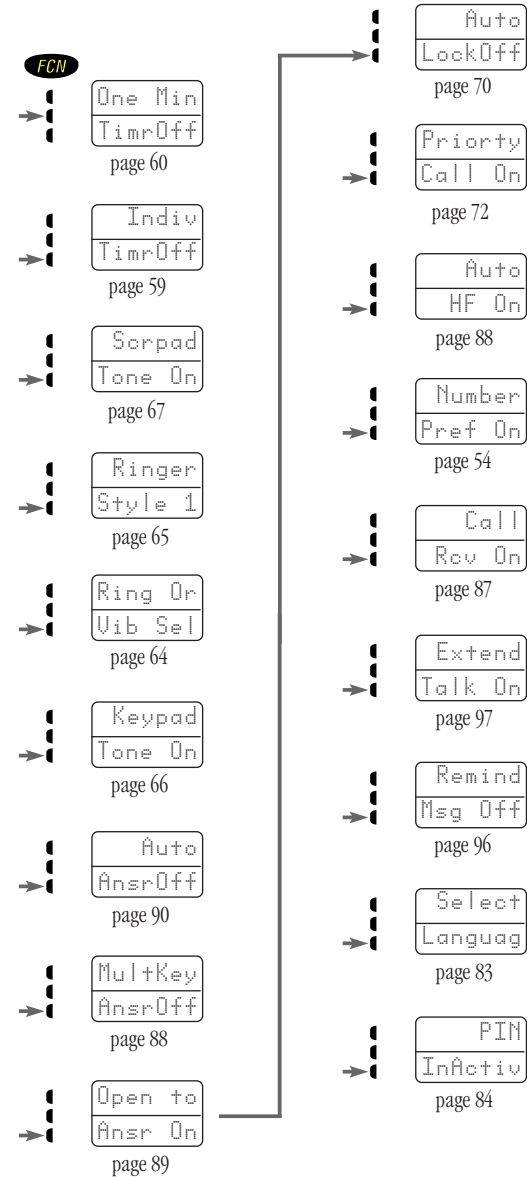 FCN
One Min
TimrOff
page 60
Indiv
TimrOff
page 59
Scrpad
Tone On
page 67
Ringer
Style 1
page 65
Ring Or
Vib Sel
page 64
Keypad
Tone On
page 66
Auto
AnsrOff
page 90
MultKey
AnsrOff
page 88
Open to
Ansr On
page 89
Auto
LockOff
page 70
Priorty
Call On
page 72
Auto
HF On
page 88
Number
Pref On
page 54
Call
Rcv On
page 87
Extend
Talk On
page 97
Remind
Msg Off
page 96
Select
Languag
page 83
PIN
InActiv
page 84